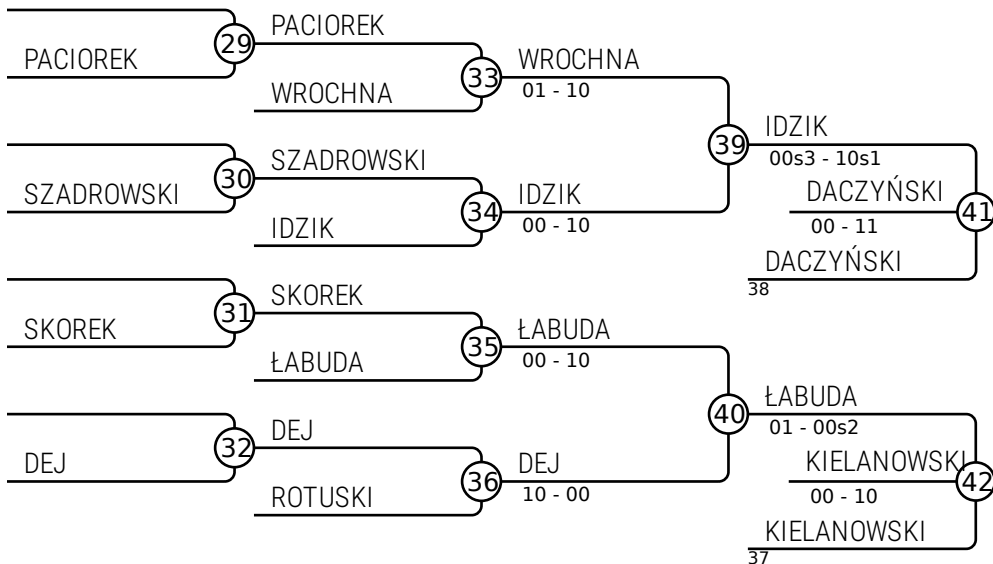 PACIOREK
29
PACIOREK
WROCHNA
33
WROCHNA
01 - 10
SZADROWSKI
30
SZADROWSKI
IDZIK
34
IDZIK
00 - 10
39
IDZIK
00s3 - 10s1
DACZYŃSKI
00 - 11
41
DACZYŃSKI
38
SKOREK
31
SKOREK
ŁABUDA
35
ŁABUDA
00 - 10
DEJ
32
DEJ
ROTUSKI
36
DEJ
10 - 00
40
ŁABUDA
01 - 00s2
KIELANOWSKI
00 - 10
42
KIELANOWSKI
37